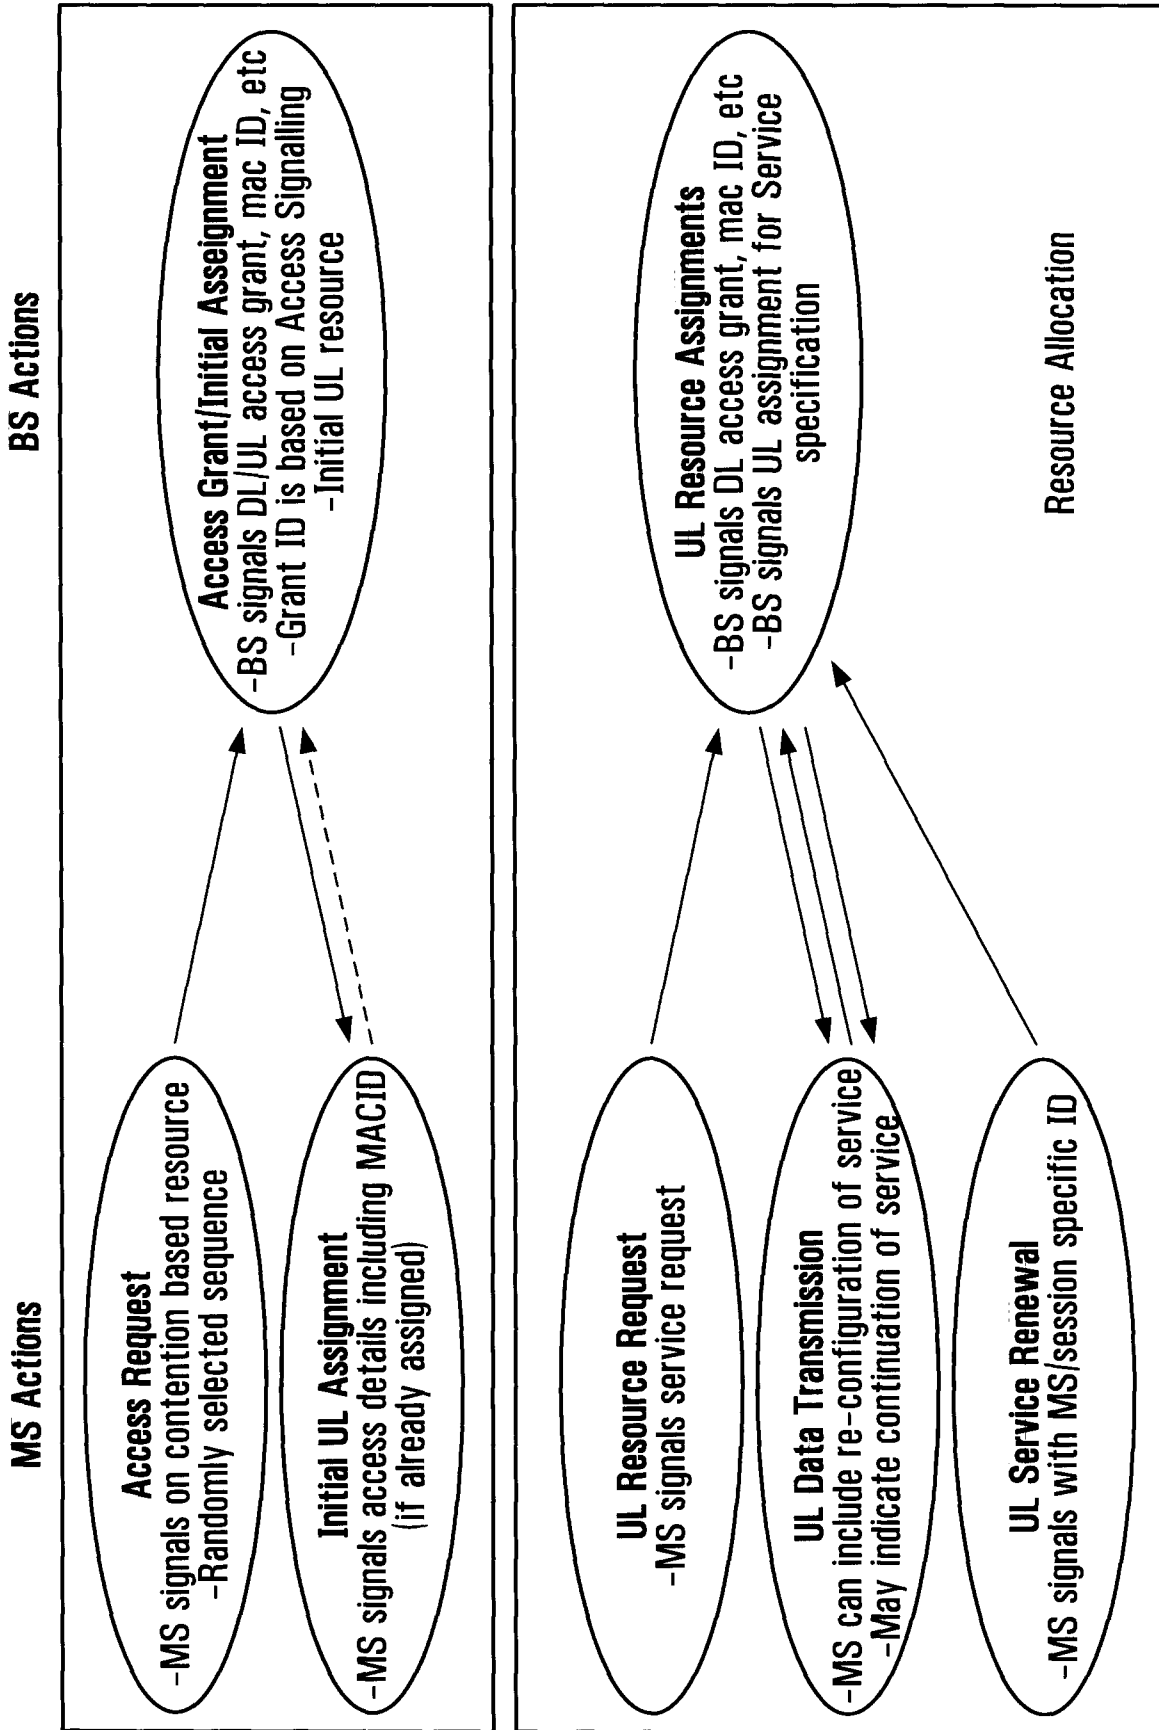 MS Actions
BS Actions
Access Request
-MS signals on contention based resource
-Randomly selected sequence
Initial UL Assignment
-MS signals access details including MACID
(if already assigned)
Access Grant/Initial Asseignment
-BS signals DL/UL access grant, mac ID, etc
-Grant ID is based on Access Signalling
-Initial UL resource
UL Resource Request
-MS signals service request
UL Data Transmission
-MS can include re-configuration of service
-May indicate continuation of service
UL Service Renewal
-MS signals with MS/session specific ID
UL Resource Assignments
-BS signals DL access grant, mac ID, etc
-BS signals UL assignment for Service
specification
Resource Allocation